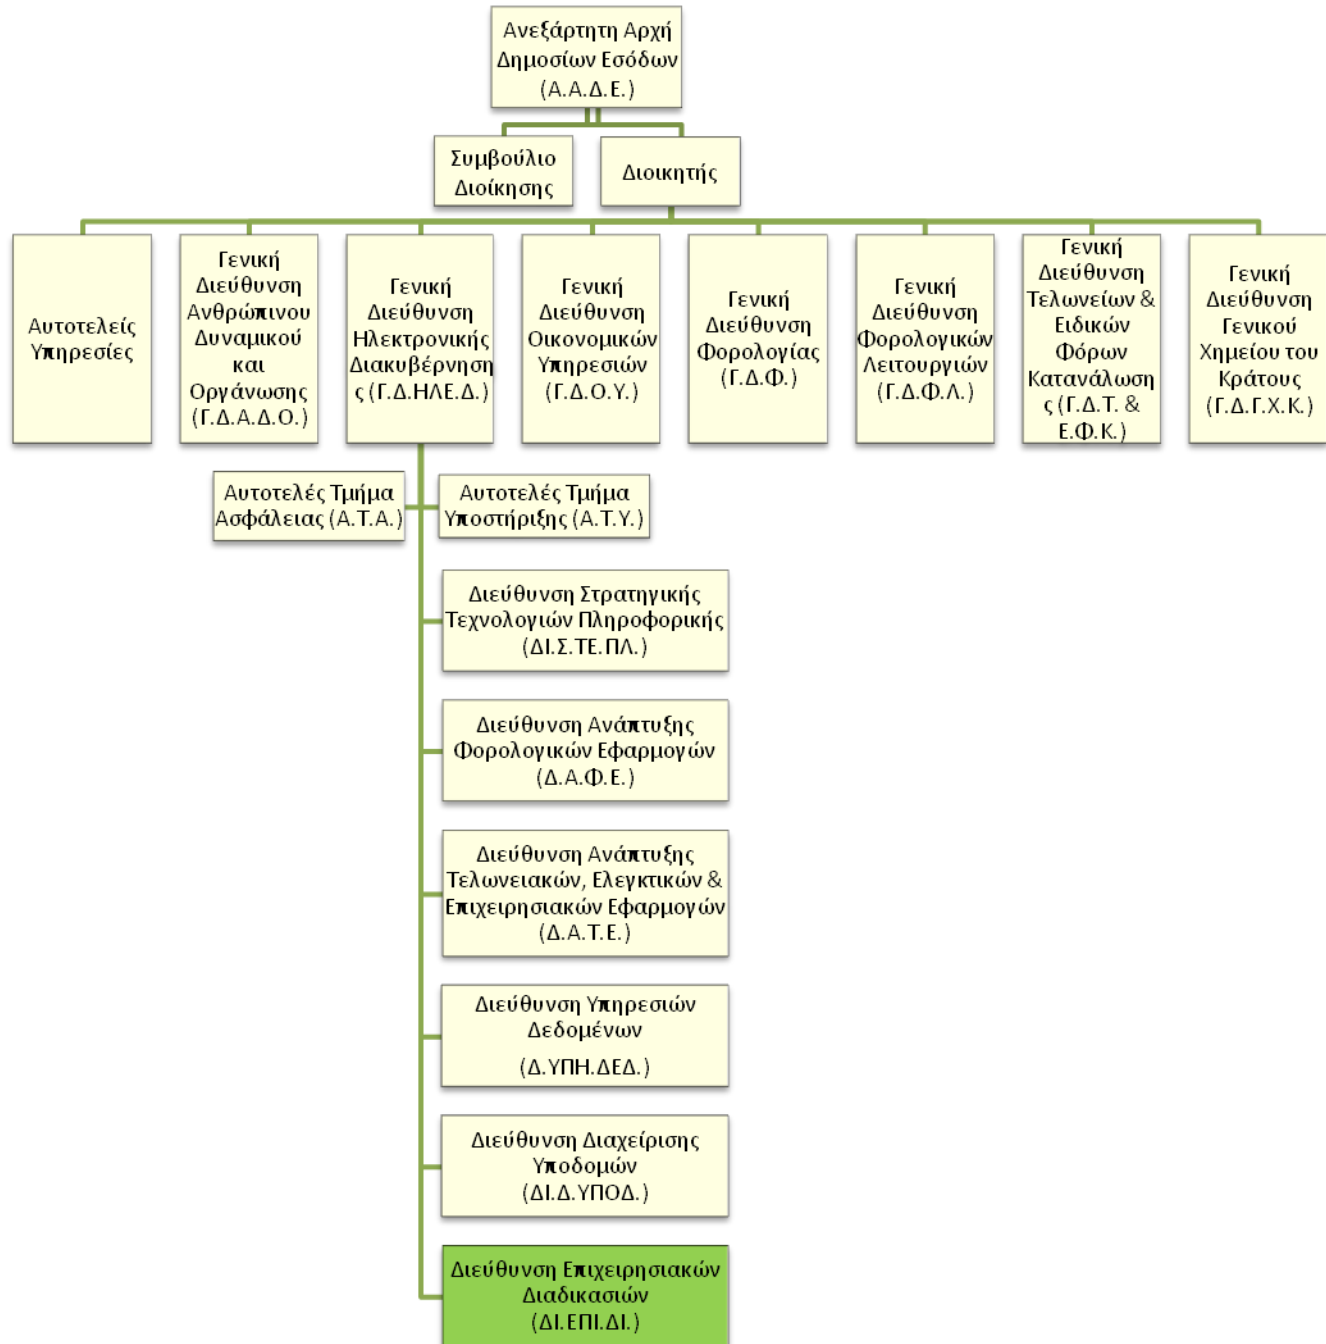 Ανεξάρτητη Αρχή
Δημοσίων Εσόδων
(Α.Α.Δ.Ε.)
Συμβούλιο
Διοίκησης
Διοικητής
Αυτοτελείς
Υπηρεσίες
Γενική
Διεύθυνση
Ανθρώπινου
Δυναμικού
και
Οργάνωσης
(Γ.Δ.Α.Δ.Ο.)
Γενική
Διεύθυνση
Ηλεκτρονικής
Διακυβέρνηση
ς (Γ.Δ.ΗΛΕ.Δ.)
Γενική
Διεύθυνση
Οικονομικών
Υπηρεσιών
(Γ.Δ.Ο.Υ.)
Γενική
Διεύθυνση
Φορολογίας
(Γ.Δ.Φ.)
Γενική
Διεύθυνση
Φορολογικών
Λειτουργιών
(Γ.Δ.Φ.Λ.)
Γενική
Διεύθυνση
Τελωνείων &
Ειδικών
Φόρων
Κατανάλωση
ς (Γ.Δ.Τ. &
Ε.Φ.Κ.)
Γενική
Διεύθυνση
Γενικού
Χημείου του
Κράτους
(Γ.Δ.Γ.Χ.Κ.)
Αυτοτελές Τμήμα
Ασφάλειας (Α.Τ.Α.)
Αυτοτελές Τμήμα
Υποστήριξης (Α.Τ.Υ.)
Διεύθυνση Στρατηγικής
Τεχνολογιών Πληροφορικής
(ΔΙ.Σ.ΤΕ.ΠΛ.)
Διεύθυνση Ανάπτυξης
Φορολογικών Εφαρμογών
(Δ.Α.Φ.Ε.)
Διεύθυνση Ανάπτυξης
Τελωνειακών, Ελεγκτικών &
Επιχειρησιακών Εφαρμογών
(Δ.Α.Τ.Ε.)
Διεύθυνση Υπηρεσιών
Δεδομένων
(Δ.ΥΠΗ.ΔΕΔ.)
Διεύθυνση Διαχείρισης
Υποδομών
(ΔΙ.Δ.ΥΠΟΔ.)
Διεύθυνση Επιχειρησιακών
Διαδικασιών
(ΔΙ.ΕΠΙ.ΔΙ.)